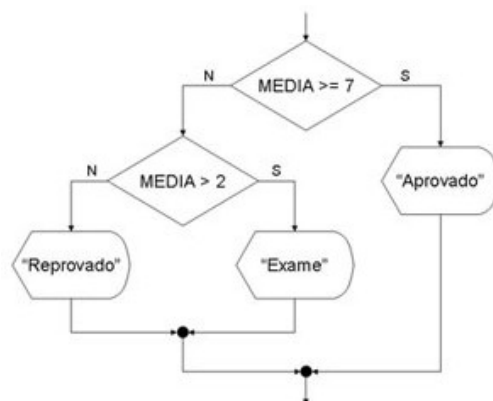 N
MEDIA >= 7
S
N
MEDIA > 2
S
"Aprovado"
"Reprovado"
"Exame"